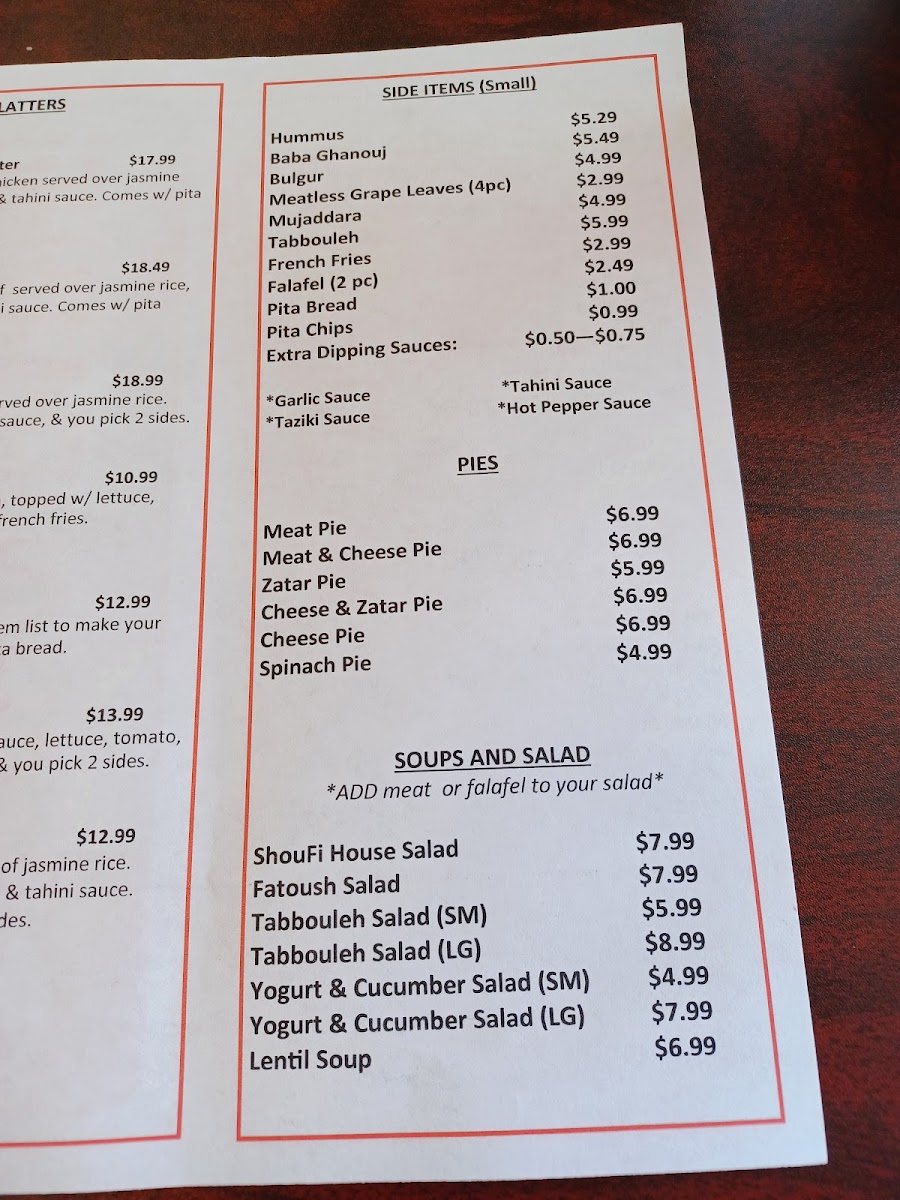 LATTERS
ter $17.99
hicken served over jasmine
& tahini sauce. Comes w/ pita
$18.49
f served over jasmine rice,
i sauce. Comes w/ pita
$18.99
rved over jasmine rice.
sauce, & you pick 2 sides.
$10.99
, topped w/ lettuce,
french fries.
$12.99
em list to make your
ta bread.
$13.99
auce, lettuce, tomato,
& you pick 2 sides.
$12.99
of jasmine rice.
& tahini sauce.
des.
SIDE ITEMS (Small)
Hummus $5.29
Baba Ghanouj $5.49
Bulgur $4.99
Meatless Grape Leaves (4pc) $2.99
Mujaddara $4.99
Tabbouleh $5.99
French Fries $2.99
Falafel (2 pc) $2.49
Pita Bread $1.00
Pita Chips $0.99
Extra Dipping Sauces: $0.50—$0.75
*Garlic Sauce *Tahini Sauce
*Taziki Sauce *Hot Pepper Sauce
PIES
Meat Pie $6.99
Meat & Cheese Pie $6.99
Zatar Pie $5.99
Cheese & Zatar Pie $6.99
Cheese Pie $6.99
Spinach Pie $4.99
SOUPS AND SALAD
*ADD meat or falafel to your salad*
ShouFi House Salad $7.99
Fatoush Salad $7.99
Tabbouleh Salad (SM) $5.99
Tabbouleh Salad (LG) $8.99
Yogurt & Cucumber Salad (SM) $4.99
Yogurt & Cucumber Salad (LG) $7.99
Lentil Soup $6.99